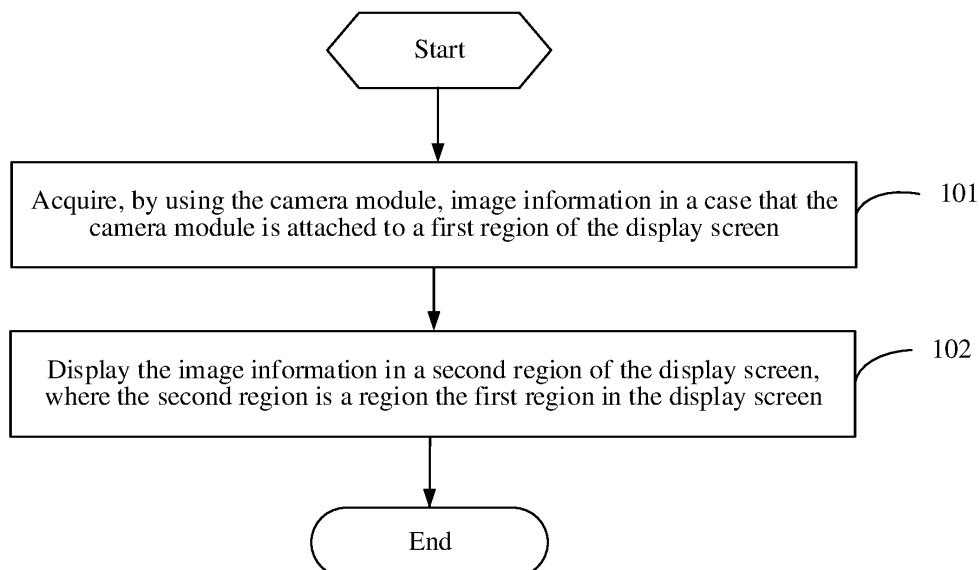 Start
Acquire, by using the camera module, image information in a case that the
camera module is attached to a first region of the display screen
101
Display the image information in a second region of the display screen,
where the second region is a region the first region in the display screen
102
End